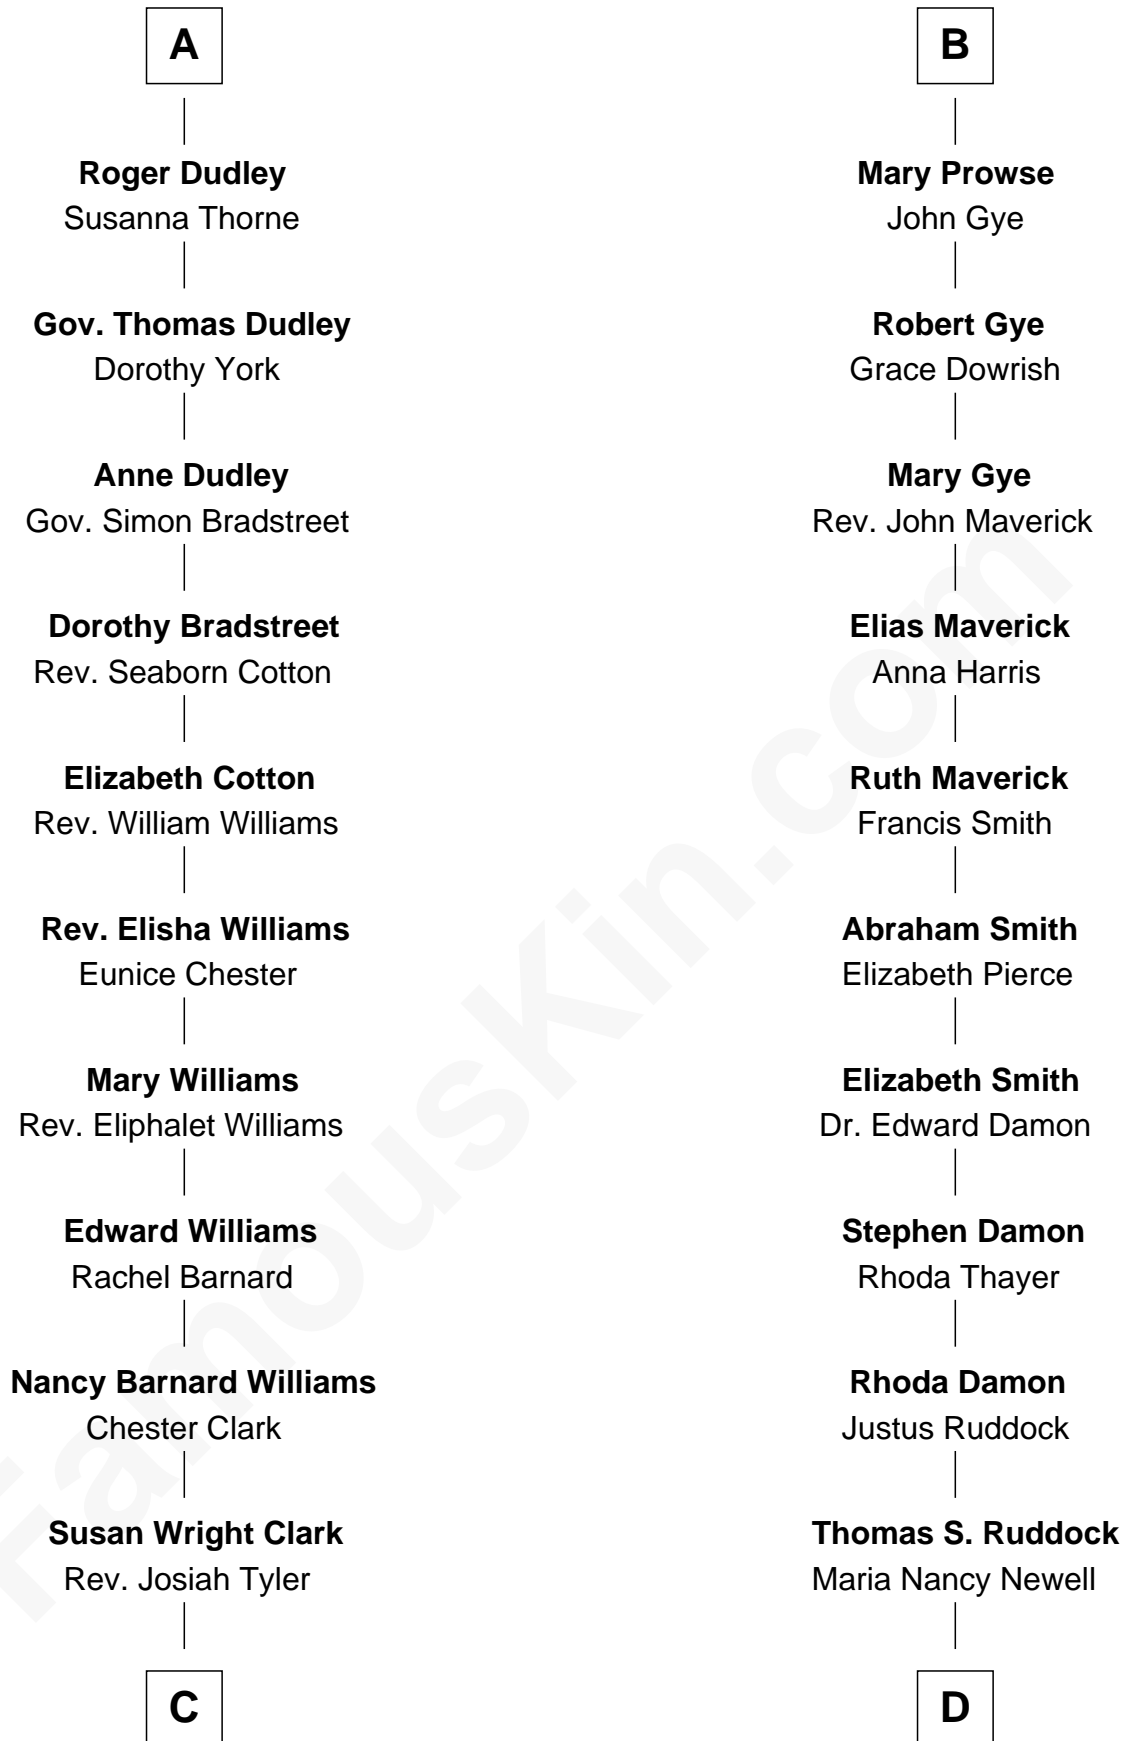 A
Roger Dudley
Susanna Thorne
Gov. Thomas Dudley
Dorothy York
Anne Dudley
Gov. Simon Bradstreet
Dorothy Bradstreet
Rev. Seaborn Cotton
Elizabeth Cotton
Rev. William Williams
Rev. Elisha Williams
Eunice Chester
Mary Williams
Rev. Eliphalet Williams
Edward Williams
Rachel Barnard
Nancy Barnard Williams
Chester Clark
Susan Wright Clark
Rev. Josiah Tyler
C
B
Mary Prowse
John Gye
Robert Gye
Grace Dowrish
Mary Gye
Rev. John Maverick
Elias Maverick
Anna Harris
Ruth Maverick
Francis Smith
Abraham Smith
Elizabeth Pierce
Elizabeth Smith
Dr. Edward Damon
Stephen Damon
Rhoda Thayer
Rhoda Damon
Justus Ruddock
Thomas S. Ruddock
Maria Nancy Newell
D
FamousKin.com